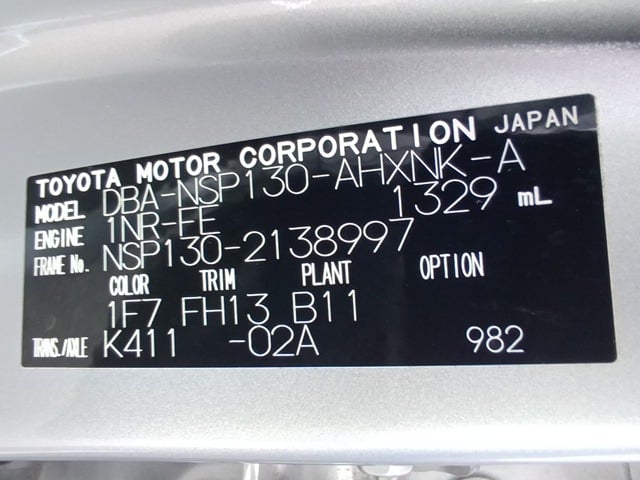 TOYOTA MOTOR CORPORATION JAPAN
MODEL DBA-NSP130-AHXNK-A
ENGINE 1NR-FE 1329 mL
FRAME No. NSP130-2138997
COLOR TRIM PLANT OPTION
1F7 FH13 B11
TRANS./AXLE K411 -02A 982